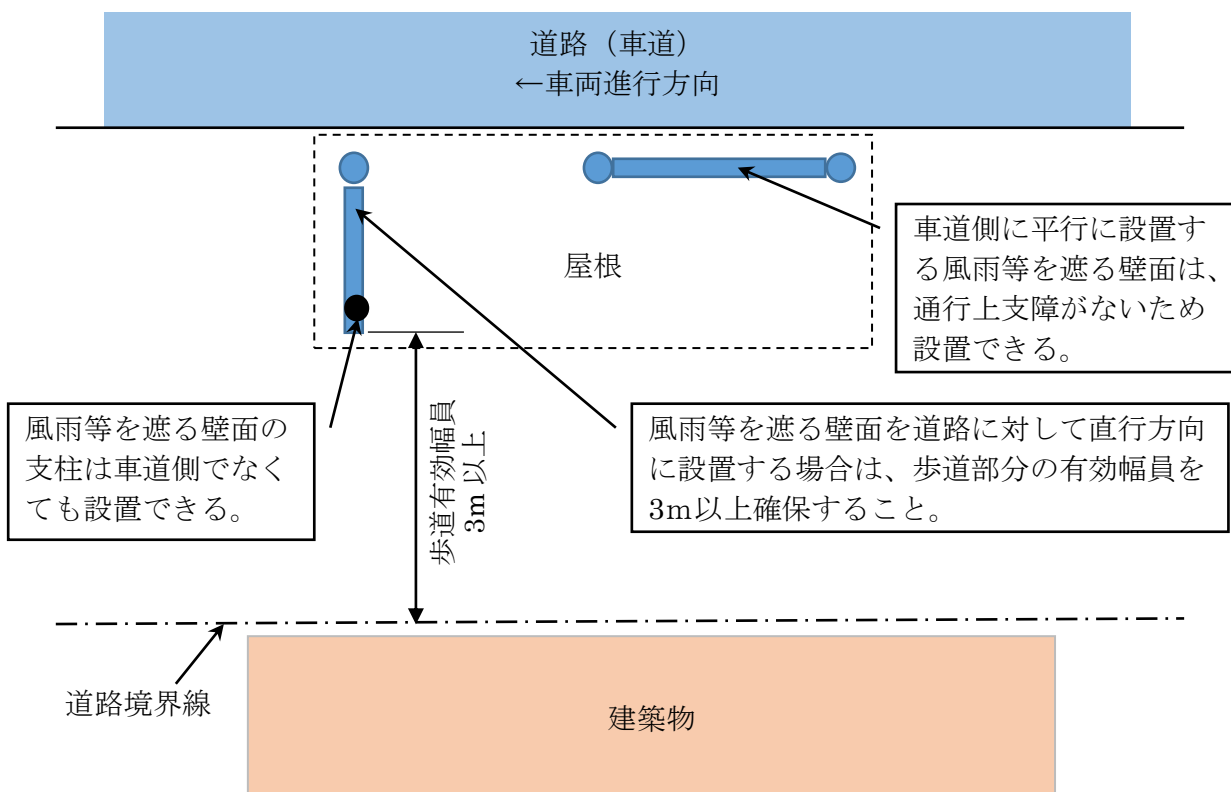 道路（車道）
←車両進行方向
車道側に平行に設置す
る風雨等を遮る壁面は、
通行上支障がないため
設置できる。
屋根
風雨等を遮る壁面の
支柱は車道側でなく
ても設置できる。
歩道有効幅員
3m 以上
風雨等を遮る壁面を道路に対して直行方向
に設置する場合は、歩道部分の有効幅員を
3m以上確保すること。
道路境界線
建築物